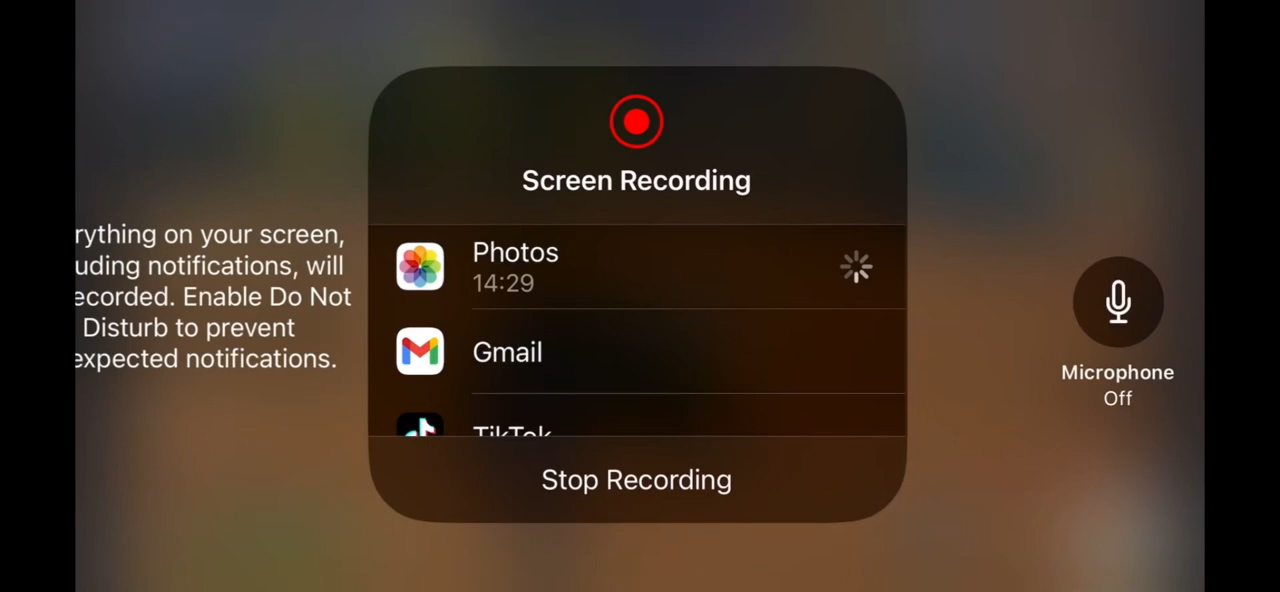 Screen Recording
rything on your screen,
uding notifications, will
ecorded. Enable Do Not
Disturb to prevent
expected notifications.
Photos
14:29
Gmail
TikTok
Stop Recording
Microphone
Off